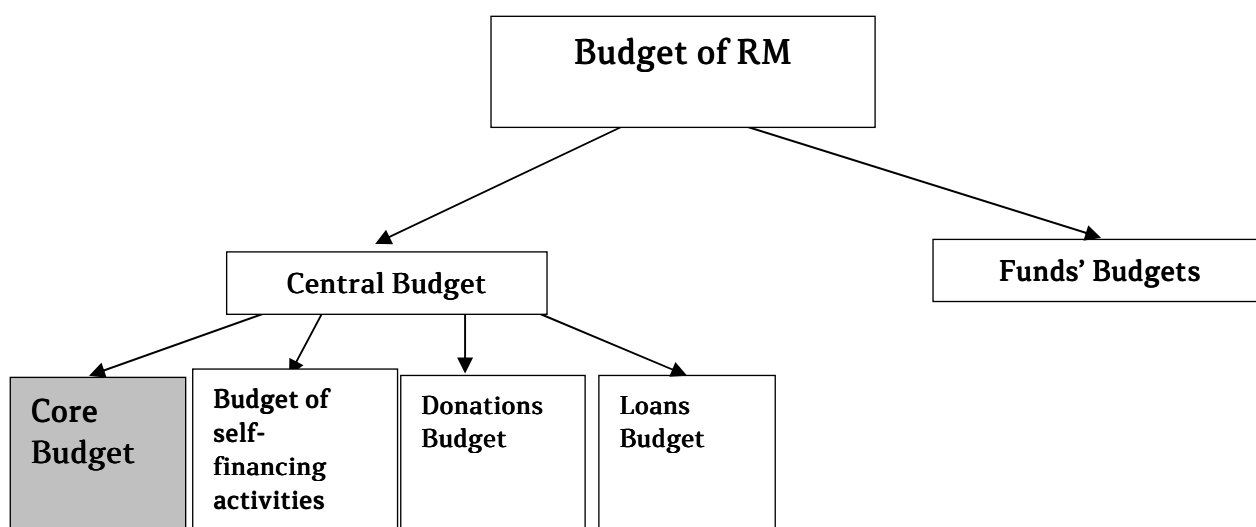 Budget of RM
Central Budget
Funds’ Budgets
Core
Budget
Budget of
self-
financing
activities
Donations
Budget
Loans
Budget